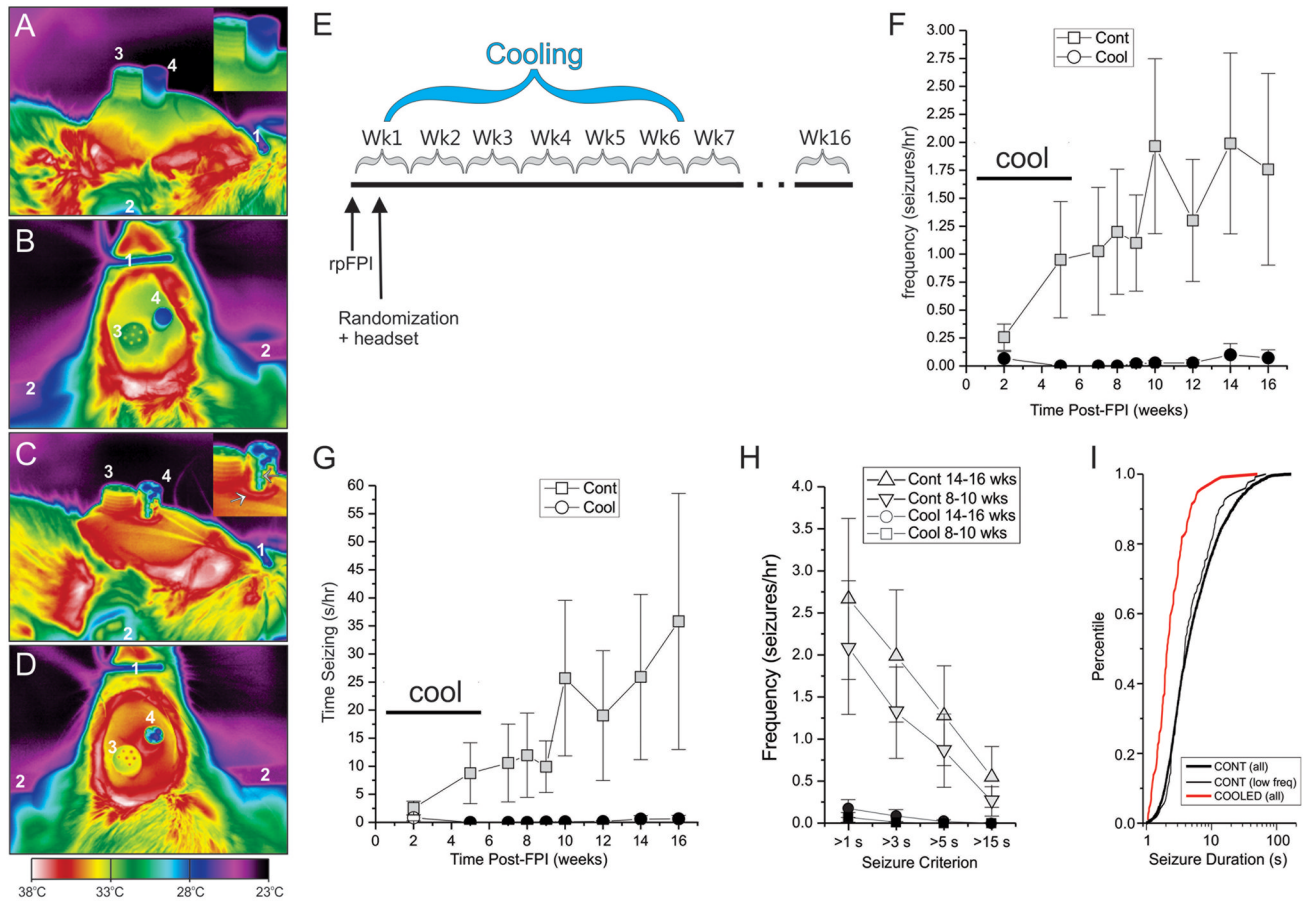 A
3
4
1
2
B
1
4
3
2
2
C
3
4
1
2
D
1
4
3
2
2
38°C
33°C
28°C
23°C
E
Cooling
Wk1
Wk2
Wk3
Wk4
Wk5
Wk6
Wk7
Wk16
rpFPI
Randomization
+ headset
F
Cont
Cool
cool
frequency (seizures/hr)
3.00
2.75
2.50
2.25
2.00
1.75
1.50
1.25
1.00
0.75
0.50
0.25
0.00
0 2 4 6 8 10 12 14 16
Time Post-FPI (weeks)
G
Cont
Cool
cool
Time Seizing (s/hr)
60
55
50
45
40
35
30
25
20
15
10
5
0
0 2 4 6 8 10 12 14 16
Time Post-FPI (weeks)
H
Cont 14-16 wks
Cont 8-10 wks
Cool 14-16 wks
Cool 8-10 wks
Frequency (seizures/hr)
4.0
3.5
3.0
2.5
2.0
1.5
1.0
0.5
0.0
>1 s >3 s >5 s >15 s
Seizure Criterion
I
Percentile
1.0
0.8
0.6
0.4
0.2
0.0
CONT (all)
CONT (low freq)
COOLED (all)
1 10 100
Seizure Duration (s)